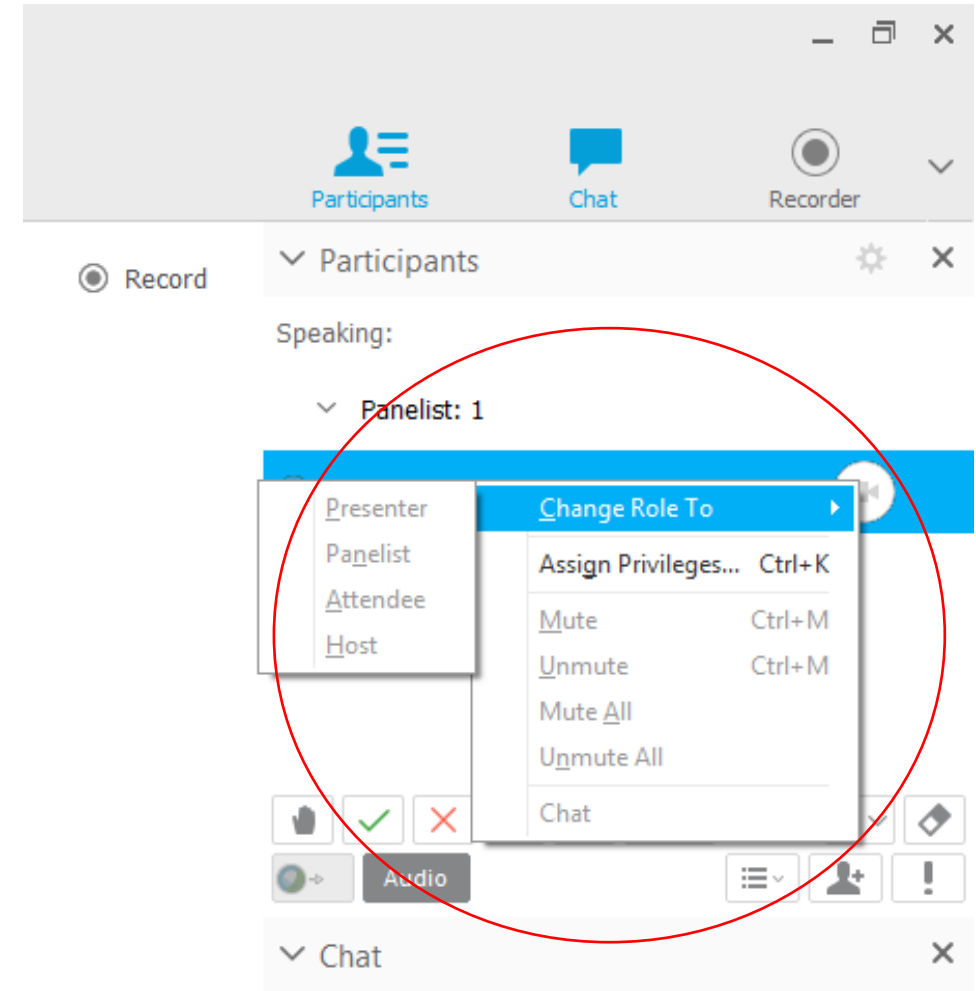 Participants
Chat
Recorder
Record
Participants
Speaking:
Panelist: 1
Presenter
Panelist
Attendee
Host
Change Role To
Assign Privileges... Ctrl+K
Mute Ctrl+M
Unmute Ctrl+M
Mute All
Unmute All
Chat
Audio
Chat